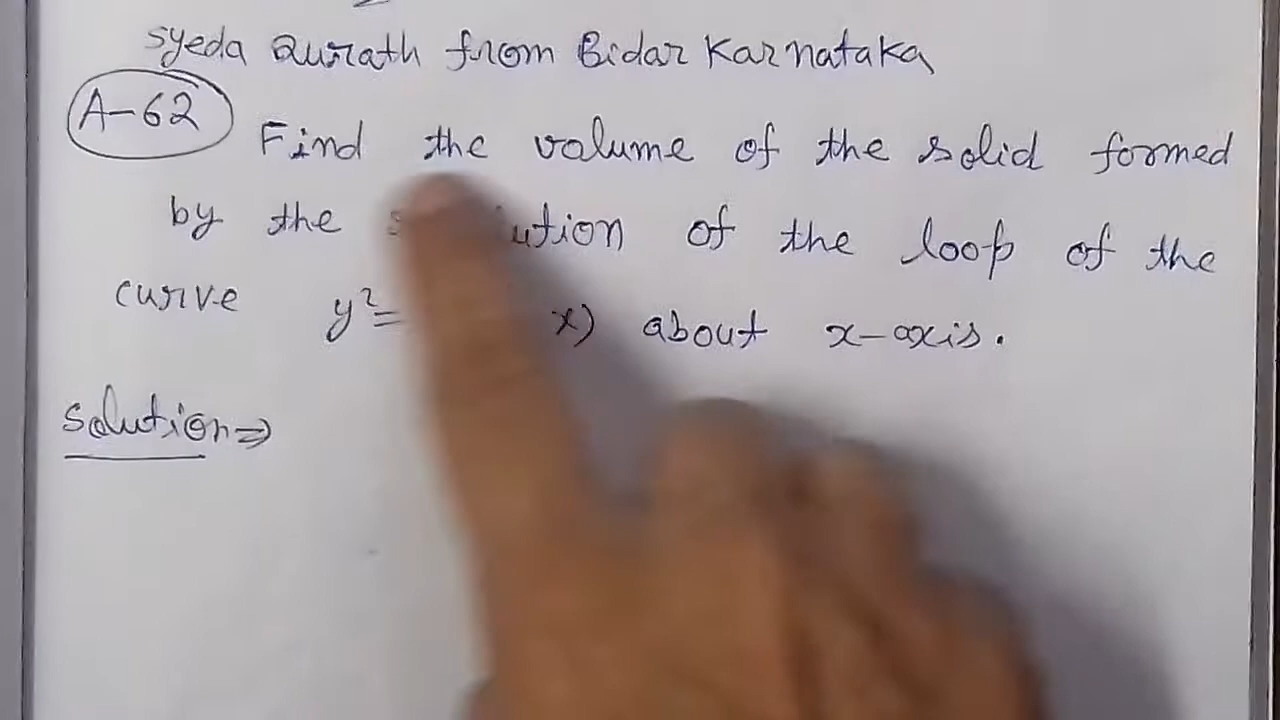 Syeda Qurath from Bidar Karnataka
A-62
Find the volume of the solid formed
by the ution of the loop of the
curve y²= x) about x-axis.
Solution⇒